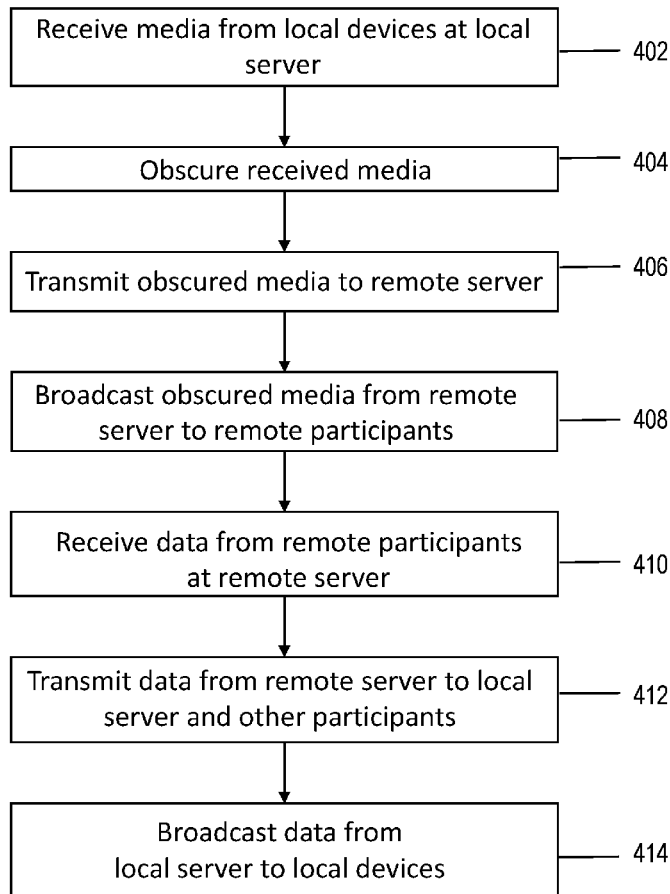 Receive media from local devices at local
server
402
Obscure received media
404
Transmit obscured media to remote server
406
Broadcast obscured media from remote
server to remote participants
408
Receive data from remote participants
at remote server
410
Transmit data from remote server to local
server and other participants
412
Broadcast data from
local server to local devices
414